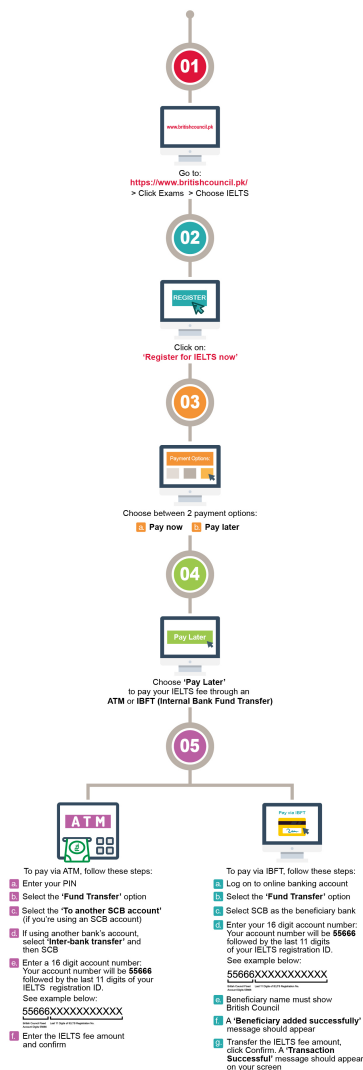 01
www.britishcouncil.pk
Go to:
https://www.britishcouncil.pk/
> Click Exams > Choose IELTS
02
REGISTER
Click on:
'Register for IELTS now'
03
Payment Options:
Choose between 2 payment options:
a. Pay now b. Pay later
04
Pay Later
Choose 'Pay Later'
to pay your IELTS fee through an
ATM or IBFT (Internal Bank Fund Transfer)
05
ATM
To pay via ATM, follow these steps:
a. Enter your PIN
b. Select the 'Fund Transfer' option
c. Select the 'To another SCB account'
(if you're using an SCB account)
d. If using another bank's account,
select 'Inter-bank transfer' and
then SCB
e. Enter a 16 digit account number:
Your account number will be 55666
followed by the last 11 digits of your
IELTS registration ID.
See example below:
55666XXXXXXXXXXX
f. Enter the IELTS fee amount
and confirm
Pay via IBFT
To pay via IBFT, follow these steps:
a. Log on to online banking account
b. Select the 'Fund Transfer' option
c. Select SCB as the beneficiary bank
d. Enter your 16 digit account number:
Your account number will be 55666
followed by the last 11 digits
of your IELTS registration ID.
See example below:
55666XXXXXXXXXXX
e. Beneficiary name must show
British Council
f. A 'Beneficiary added successfully'
message should appear
g. Transfer the IELTS fee amount,
click Confirm. A 'Transaction
Successful' message should appear
on your screen